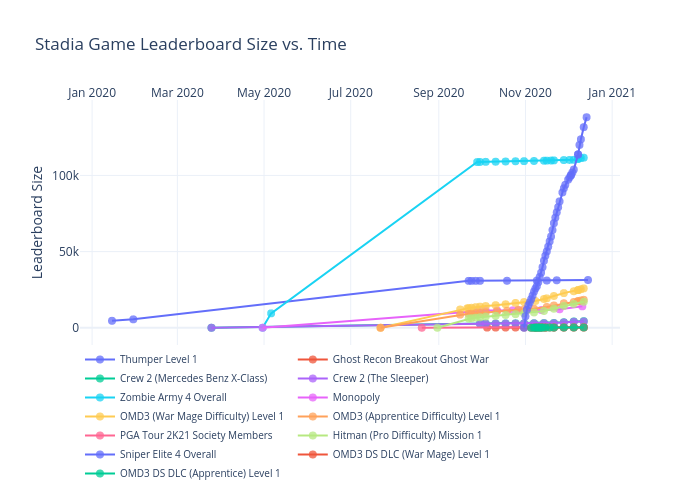 Stadia Game Leaderboard Size vs. Time
Jan 2020 Mar 2020 May 2020 Jul 2020 Sep 2020 Nov 2020 Jan 2021
Leaderboard Size
100k
50k
0
Thumper Level 1 Ghost Recon Breakout Ghost War
Crew 2 (Mercedes Benz X-Class) Crew 2 (The Sleeper)
Zombie Army 4 Overall Monopoly
OMD3 (War Mage Difficulty) Level 1 OMD3 (Apprentice Difficulty) Level 1
PGA Tour 2K21 Society Members Hitman (Pro Difficulty) Mission 1
Sniper Elite 4 Overall OMD3 DS DLC (War Mage) Level 1
OMD3 DS DLC (Apprentice) Level 1